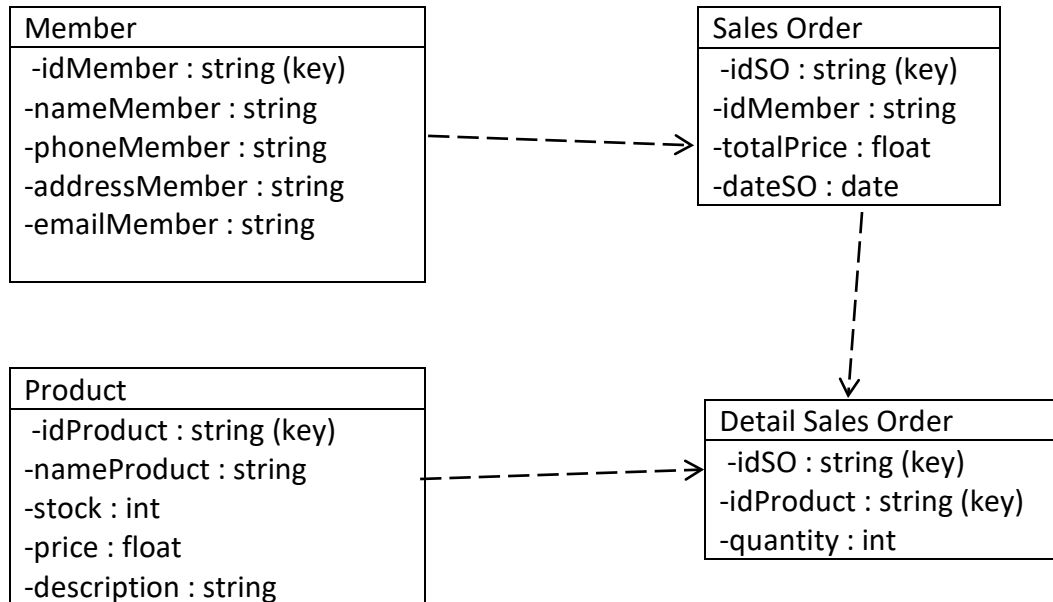 Member
-idMember : string (key)
-nameMember : string
-phoneMember : string
-addressMember : string
-emailMember : string
Sales Order
-idSO : string (key)
-idMember : string
-totalPrice : float
-dateSO : date
Product
-idProduct : string (key)
-nameProduct : string
-stock : int
-price : float
-description : string
Detail Sales Order
-idSO : string (key)
-idProduct : string (key)
-quantity : int